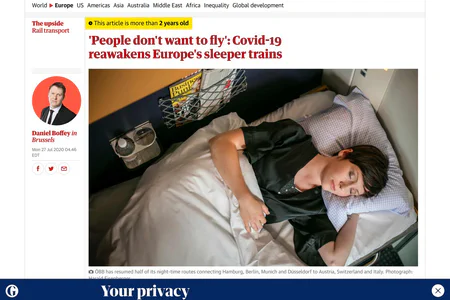 World ▶ Europe US Americas Asia Australia Middle East Africa Inequality Global development
The upside
Rail transport
This article is more than 2 years old
'People don't want to fly': Covid-19
reawakens Europe's sleeper trains
Daniel Boffey in
Brussels
Mon 27 Jul 2020 04.46
EDT
ÖBB has resumed half of its night-time routes connecting Hamburg, Berlin, Munich and Düsseldorf to Austria, Switzerland and Italy. Photograph:
Your privacy